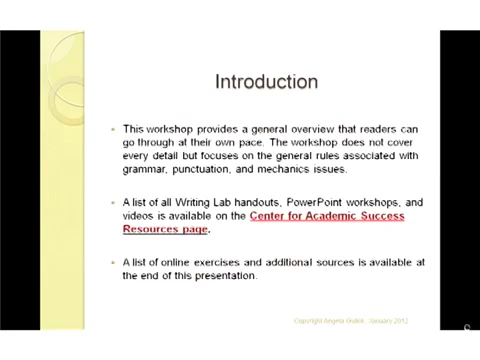 Introduction
This workshop provides a general overview that readers can
go through at their own pace. The workshop does not cover
every detail but focuses on the general rules associated with
grammar, punctuation, and mechanics issues.
A list of all Writing Lab handouts, PowerPoint workshops, and
videos is available on the Center for Academic Success
Resources page.
A list of online exercises and additional sources is available at
the end of this presentation.
Copyright Angela January 2012